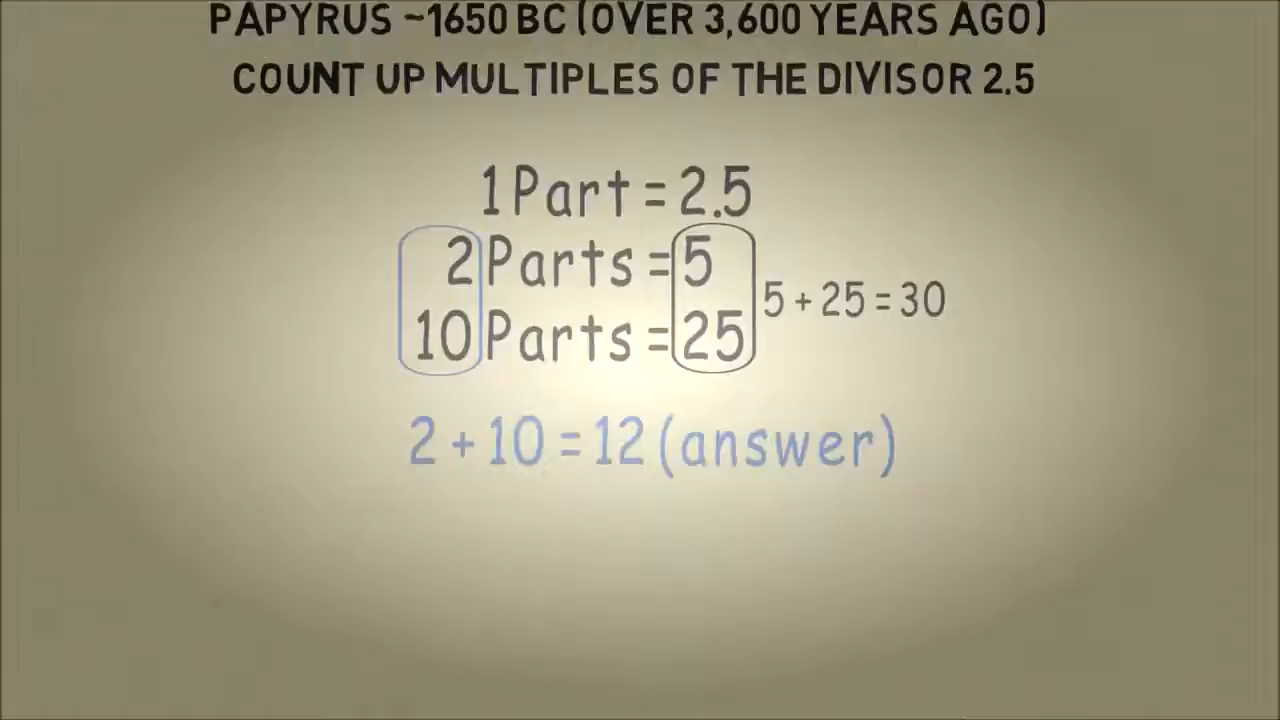 PAPYRUS ~1650 BC (OVER 3,600 YEARS AGO)
COUNT UP MULTIPLES OF THE DIVISOR 2.5
1 Part = 2.5
2 Parts = 5
10 Parts = 25
5 + 25 = 30
2 + 10 = 12 (answer)